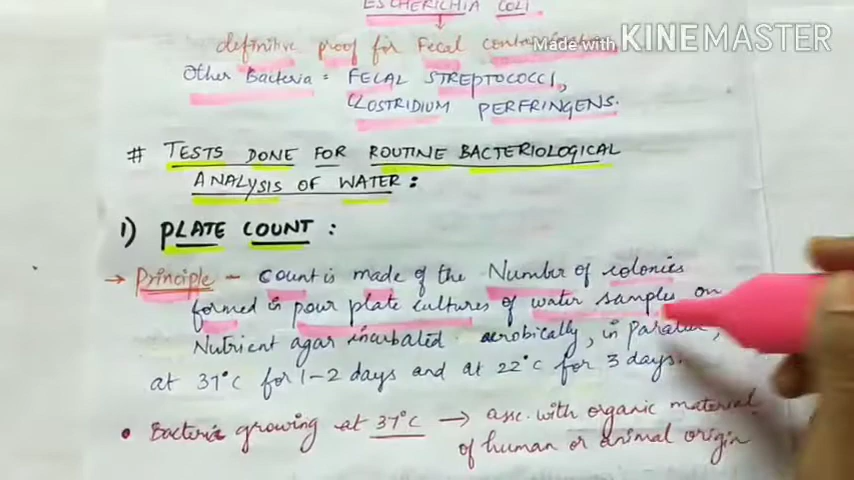 ESCHERICHIA COLI
definitive proof for Fecal
Made with KINEMASTER
Other Bacteria = FECAL STREPTOCOCCI,
CLOSTRIDIUM PERFRINGENS.
# TESTS DONE FOR ROUTINE BACTERIOLOGICAL
ANALYSIS OF WATER :
1) PLATE COUNT :
→ Principle - Count is made of the Number of colonies
formed in pour plate cultures of water samples on
Nutrient agar incubated aerobically, in
at 37°C for 1-2 days and at 22°C for 3 days.
• Bacteria growing at 37°C → assc. with organic material
of human or animal origin